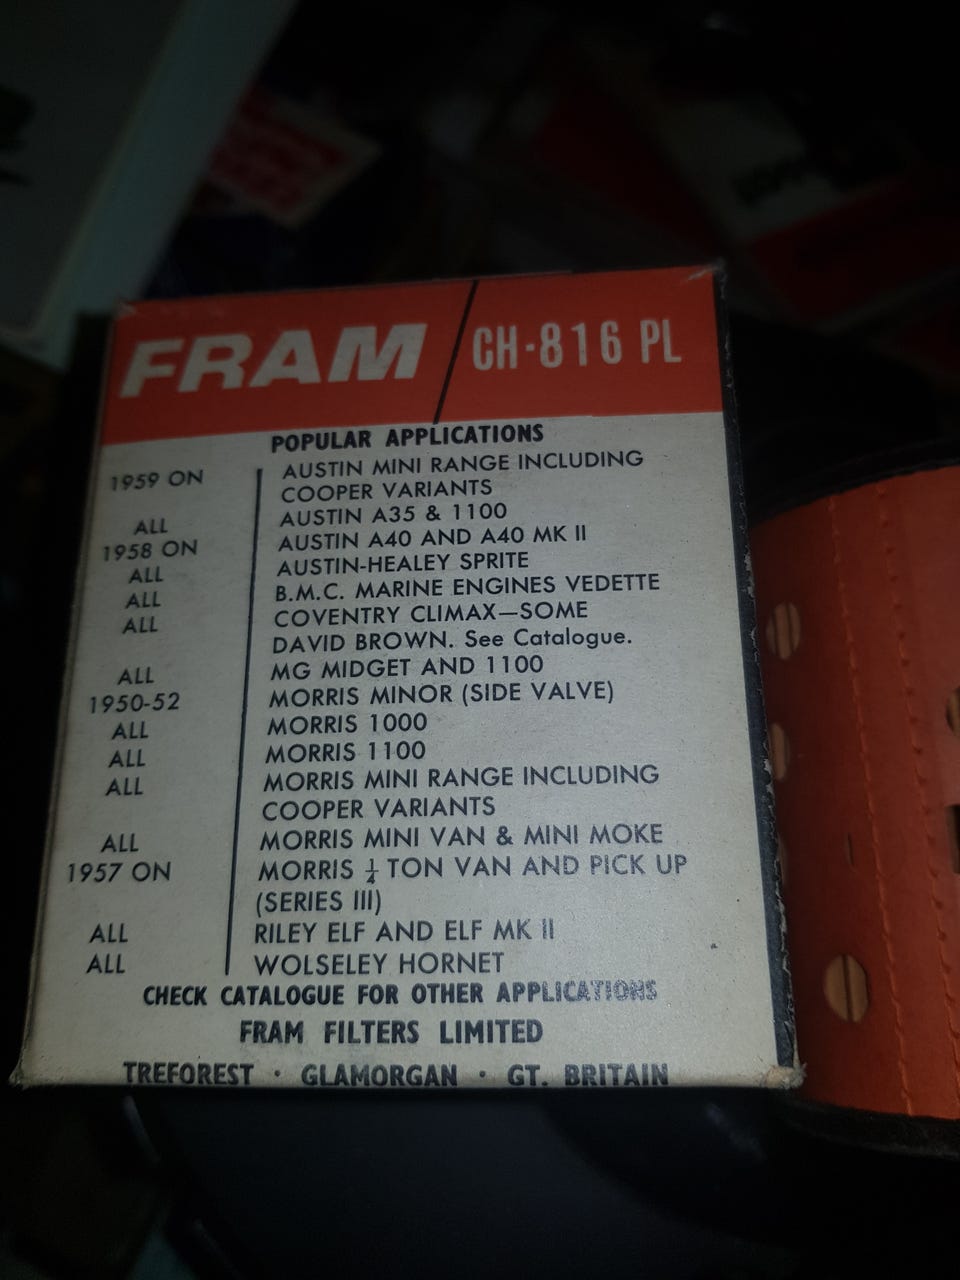 FRAM / CH-816 PL
POPULAR APPLICATIONS
1959 ON AUSTIN MINI RANGE INCLUDING
COOPER VARIANTS
ALL AUSTIN A35 & 1100
1958 ON AUSTIN A40 AND A40 MK II
ALL AUSTIN-HEALEY SPRITE
ALL B.M.C. MARINE ENGINES VEDETTE
ALL COVENTRY CLIMAX—SOME
DAVID BROWN. See Catalogue.
ALL MG MIDGET AND 1100
1950-52 MORRIS MINOR (SIDE VALVE)
ALL MORRIS 1000
ALL MORRIS 1100
ALL MORRIS MINI RANGE INCLUDING
COOPER VARIANTS
ALL MORRIS MINI VAN & MINI MOKE
1957 ON MORRIS ¼ TON VAN AND PICK UP
(SERIES III)
ALL RILEY ELF AND ELF MK II
ALL WOLSELEY HORNET
CHECK CATALOGUE FOR OTHER APPLICATIONS
FRAM FILTERS LIMITED
TREFOREST · GLAMORGAN · GT. BRITAIN